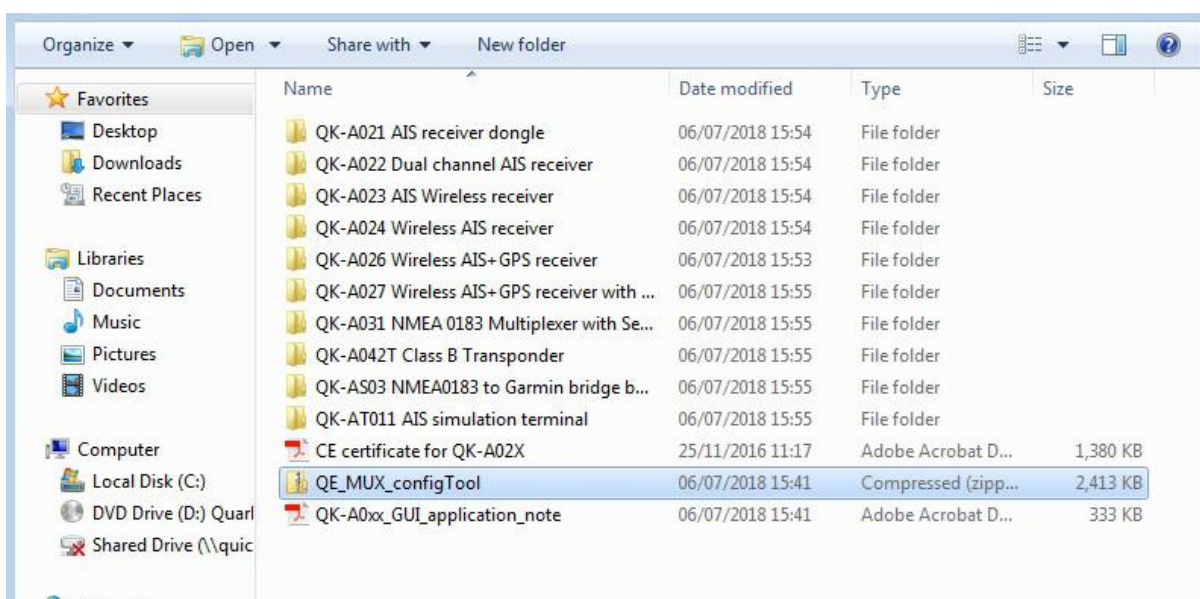 Organize Open Share with New folder
Favorites
Desktop
Downloads
Recent Places
Libraries
Documents
Music
Pictures
Videos
Computer
Local Disk (C:)
DVD Drive (D:) Quarl
Shared Drive (\\quic
Name Date modified Type Size
QK-A021 AIS receiver dongle 06/07/2018 15:54 File folder
QK-A022 Dual channel AIS receiver 06/07/2018 15:54 File folder
QK-A023 AIS Wireless receiver 06/07/2018 15:54 File folder
QK-A024 Wireless AIS receiver 06/07/2018 15:54 File folder
QK-A026 Wireless AIS+GPS receiver 06/07/2018 15:53 File folder
QK-A027 Wireless AIS+GPS receiver with ... 06/07/2018 15:55 File folder
QK-A031 NMEA 0183 Multiplexer with Se... 06/07/2018 15:55 File folder
QK-A042T Class B Transponder 06/07/2018 15:55 File folder
QK-AS03 NMEA0183 to Garmin bridge b... 06/07/2018 15:55 File folder
QK-AT011 AIS simulation terminal 06/07/2018 15:55 File folder
CE certificate for QK-A02X 25/11/2016 11:17 Adobe Acrobat D... 1,380 KB
QE_MUX_configTool 06/07/2018 15:41 Compressed (zipp... 2,413 KB
QK-A0xx_GUI_application_note 06/07/2018 15:41 Adobe Acrobat D... 333 KB